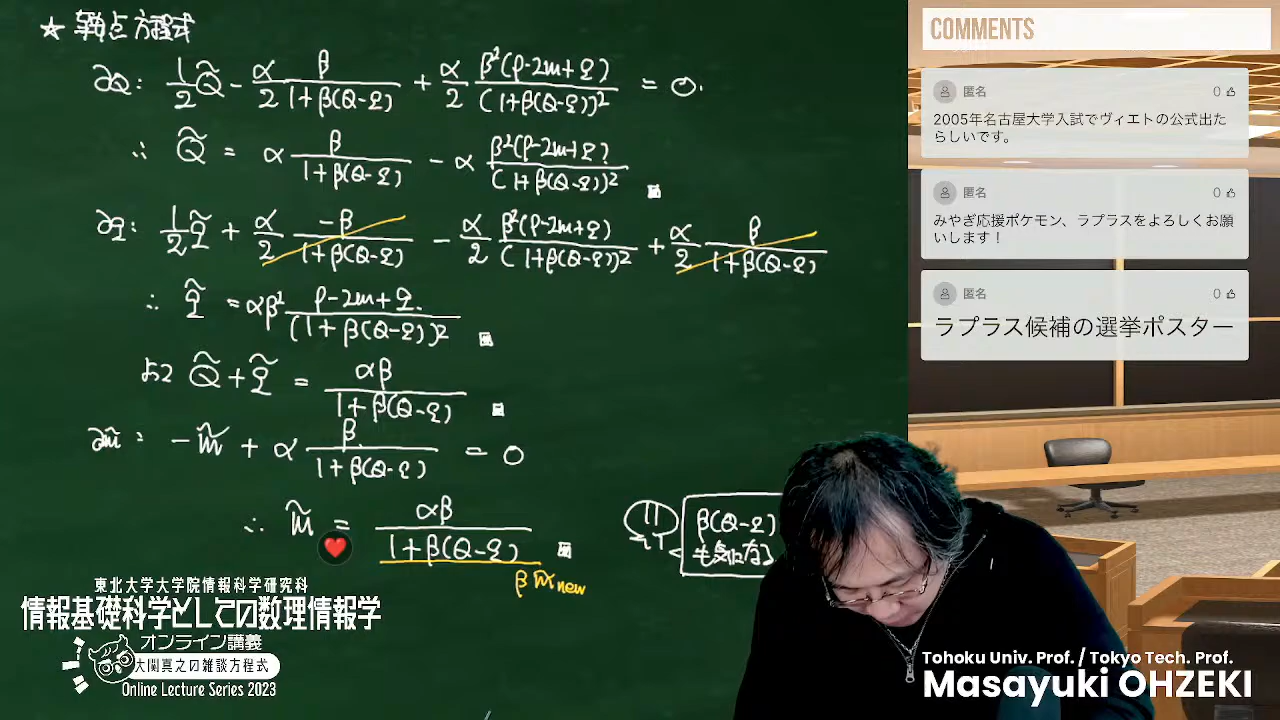 ★ 鞍点方程式
∂Q: 1/2 Q̃ - α/2 β/(1+β(Q-q)) + α/2 β²(ρ-2m+q)/(1+β(Q-q))² = 0.
∴ Q̃ = α β/(1+β(Q-q)) - α β²(ρ-2m+q)/(1+β(Q-q))²
∂q: 1/2 q̃ + α/2 -β/(1+β(Q-q)) - α/2 β²(ρ-2m+q)/(1+β(Q-q))² + α/2 β/(1+β(Q-q))
∴ q̃ = αβ² ρ-2m+q/(1+β(Q-q))²
よって Q̃+q̃ = αβ/(1+β(Q-q))
∂m: -m̃ + α β/(1+β(Q-q)) = 0
∴ m̃ = αβ/(1+β(Q-q))
β m̃new
!!
β(Q-q)
も気になる
東北大学大学院情報科学研究科
情報基礎科学としての数理情報学
オンライン講義
大関真之の雑談方程式
Online Lecture Series 2023
COMMENTS
匿名 0
2005年名古屋大学入試でヴィエトの公式出た
らしいです。
匿名 0
みやぎ応援ポケモン、ラプラスをよろしくお願
いします！
匿名 0
ラプラス候補の選挙ポスター
Tohoku Univ. Prof. / Tokyo Tech. Prof.
Masayuki OHZEKI